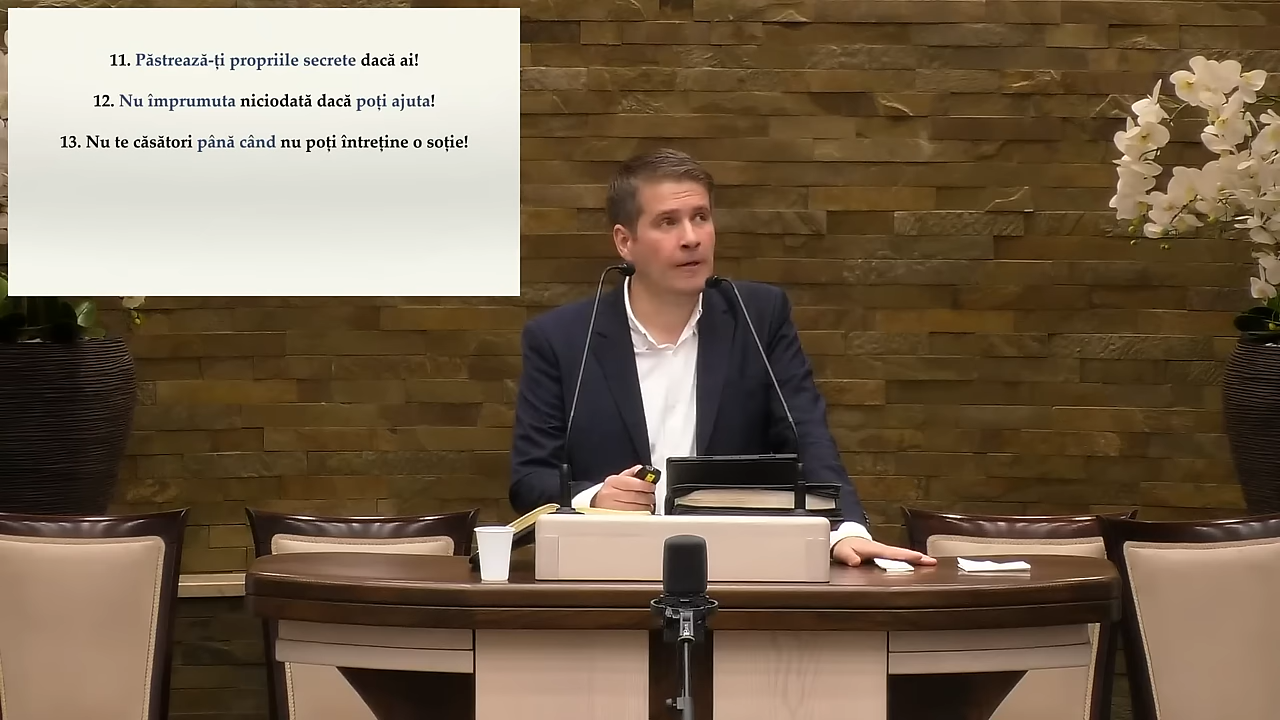 11. Păstrează-ți propriile secrete dacă ai!
12. Nu împrumuta niciodată dacă poți ajuta!
13. Nu te căsători până când nu poți întreține o soție!